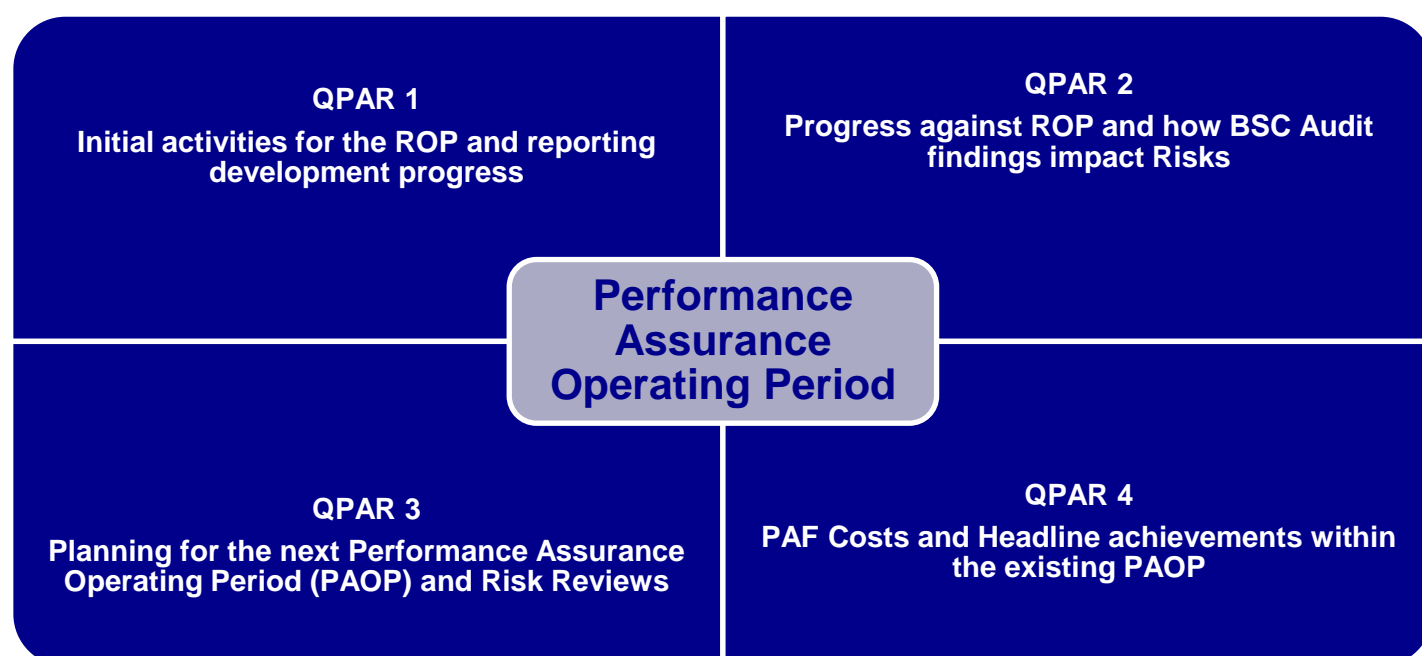 QPAR 1
Initial activities for the ROP and reporting
development progress
QPAR 2
Progress against ROP and how BSC Audit
findings impact Risks
Performance
Assurance
Operating Period
QPAR 3
Planning for the next Performance Assurance
Operating Period (PAOP) and Risk Reviews
QPAR 4
PAF Costs and Headline achievements within
the existing PAOP